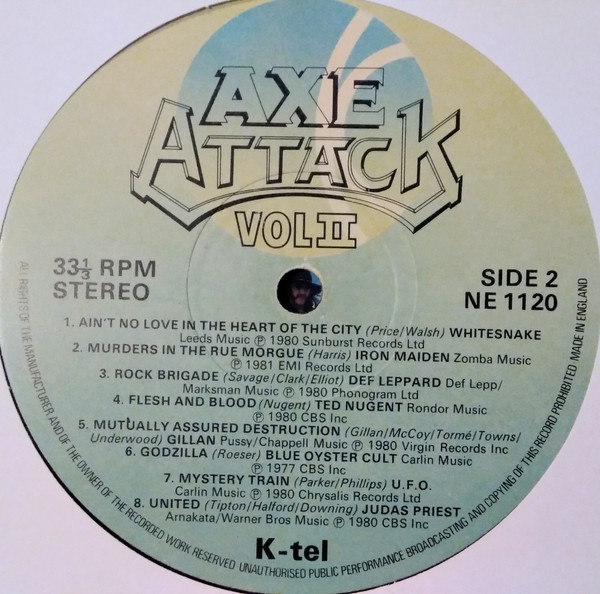 AXE
ATTACK
VOL II
33⅓ RPM
STEREO
SIDE 2
NE 1120
1. AIN'T NO LOVE IN THE HEART OF THE CITY (Price/Walsh) WHITESNAKE
Leeds Music ℗ 1980 Sunburst Records Ltd
2. MURDERS IN THE RUE MORGUE (Harris) IRON MAIDEN Zomba Music
℗ 1981 EMI Records Ltd
3. ROCK BRIGADE (Savage/Clark/Elliot) DEF LEPPARD Def Lepp/
Marksman Music ℗ 1980 Phonogram Ltd
4. FLESH AND BLOOD (Nugent) TED NUGENT Rondor Music
℗ 1980 CBS Inc
5. MUTUALLY ASSURED DESTRUCTION (Gillan/McCoy/Tormé/Towns/
Underwood) GILLAN Pussy/Chappell Music ℗ 1980 Virgin Records Inc
6. GODZILLA (Roeser) BLUE OYSTER CULT Carlin Music
℗ 1977 CBS Inc
7. MYSTERY TRAIN (Parker/Phillips) U.F.O.
Carlin Music ℗ 1980 Chrysalis Records Ltd
8. UNITED (Tipton/Halford/Downing) JUDAS PRIEST
Arnakata/Warner Bros Music ℗ 1980 CBS Inc
K-tel
ALL RIGHTS OF THE MANUFACTURER AND OF THE OWNER OF THE RECORDED WORK RESERVED UNAUTHORISED PUBLIC PERFORMANCE BROADCASTING AND COPYING OF THIS RECORD PROHIBITED MADE IN ENGLAND